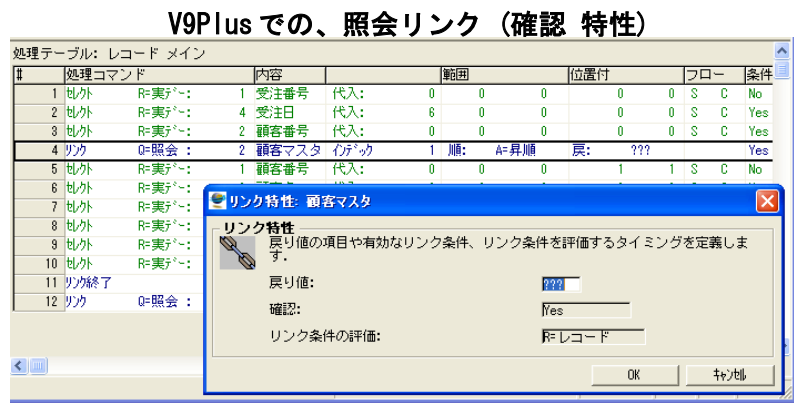 V9Plusでの、照会リンク (確認 特性)
処理テーブル: レコード メイン
# 処理コマンド 内容 範囲 位置付 フロー 条件
1 セレクト R=実データ: 1 受注番号 代入: 0 0 0 0 0 S C No
2 セレクト R=実データ: 4 受注日 代入: 6 0 0 0 0 S C Yes
3 セレクト R=実データ: 2 顧客番号 代入: 0 0 0 0 0 S C Yes
4 リンク Q=照会 : 2 顧客マスタ インデックス 1 順: A=昇順 戻: ??? Yes
5 セレクト R=実データ: 1 顧客番号 代入: 0 0 0 1 1 S C No
6 セレクト R=実データ:
7 セレクト R=実データ:
8 セレクト R=実データ:
9 セレクト R=実データ:
10 セレクト R=実データ:
11 リンク終了
12 リンク Q=照会 :
リンク特性: 顧客マスタ
リンク特性
戻り値の項目や有効なリンク条件、リンク条件を評価するタイミングを定義しま
す.
戻り値: ???
確認: Yes
リンク条件の評価: R=レコード
OK キャンセル